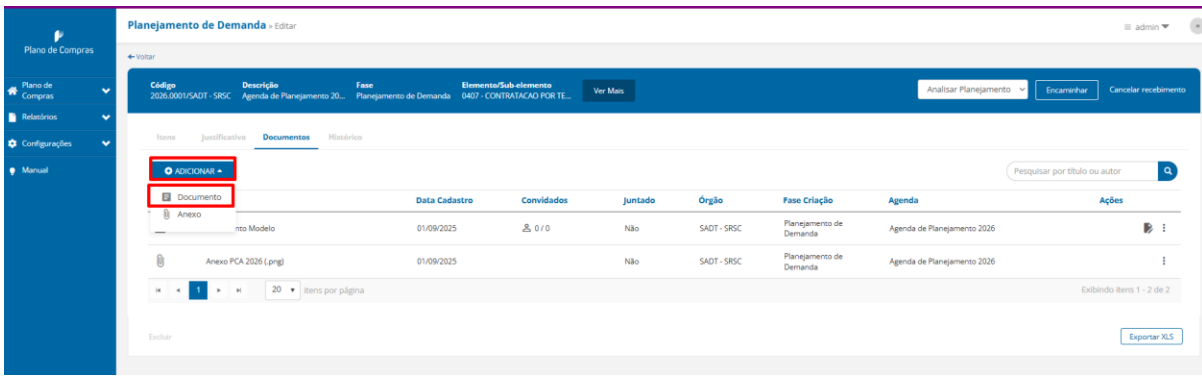 Planejamento de Demanda » Editar
admin
Plano de Compras
Voltar
Código Descrição Fase Elemento/Sub-elemento
2026.0001/SADT - SRSC Agenda de Planejamento 20... Planejamento de Demanda 0407 - CONTRATACAO POR TE...
Ver Mais
Analisar Planejamento
Encaminhar
Cancelar recebimento
Plano de
Compras
Relatórios
Configurações
Manual
Itens Justificativa Documentos Histórico
ADICIONAR
Pesquisar por título ou autor
Documento
Anexo
Data Cadastro Convidados Juntado Órgão Fase Criação Agenda Ações
nto Modelo 01/09/2025 0 / 0 Não SADT - SRSC Planejamento de Demanda Agenda de Planejamento 2026
Anexo PCA 2026 (.png) 01/09/2025 Não SADT - SRSC Planejamento de Demanda Agenda de Planejamento 2026
1 20 itens por página Exibindo itens 1 - 2 de 2
Excluir
Exportar XLS